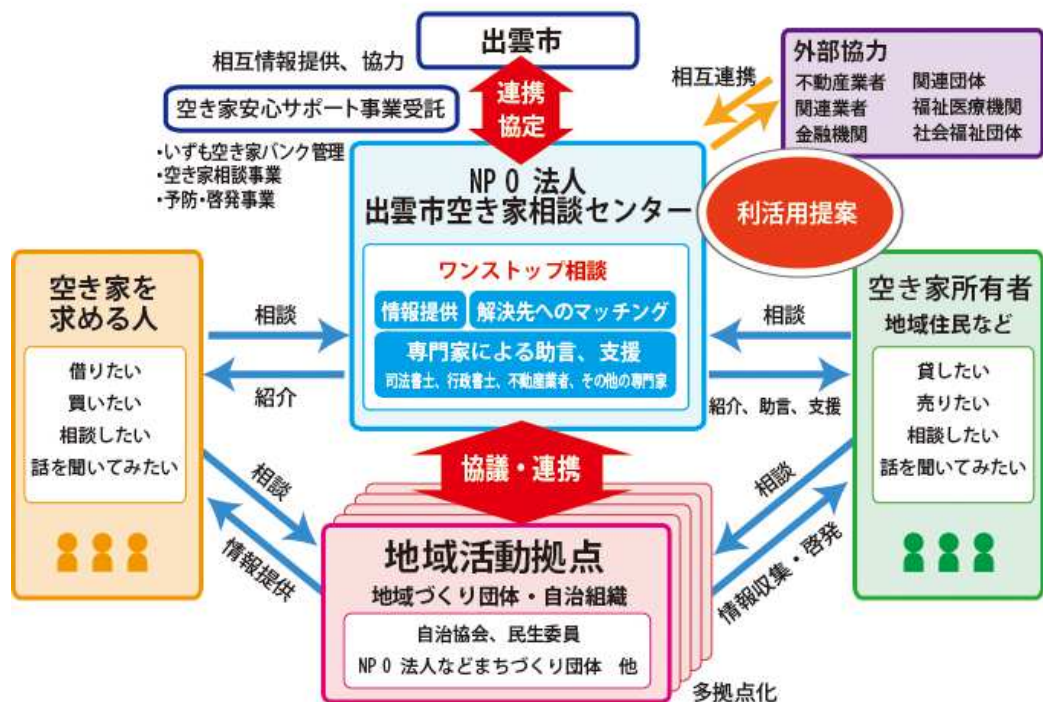 出雲市
相互情報提供、協力
空き家安心サポート事業受託
・いずも空き家バンク管理
・空き家相談事業
・予防・啓発事業
連携
協定
相互連携
外部協力
不動産業者 関連団体
関連業者 福祉医療機関
金融機関 社会福祉団体
NPO 法人
出雲市空き家相談センター
利活用提案
ワンストップ相談
情報提供
解決先へのマッチング
専門家による助言、支援
司法書士、行政書士、不動産業者、その他の専門家
空き家を
求める人
借りたい
買いたい
相談したい
話を聞いてみたい
相談
紹介
相談
紹介、助言、支援
空き家所有者
地域住民など
貸したい
売りたい
相談したい
話を聞いてみたい
協議・連携
相談
情報提供
相談
情報収集・啓発
地域活動拠点
地域づくり団体・自治組織
自治協会、民生委員
NPO 法人などまちづくり団体 他
多拠点化